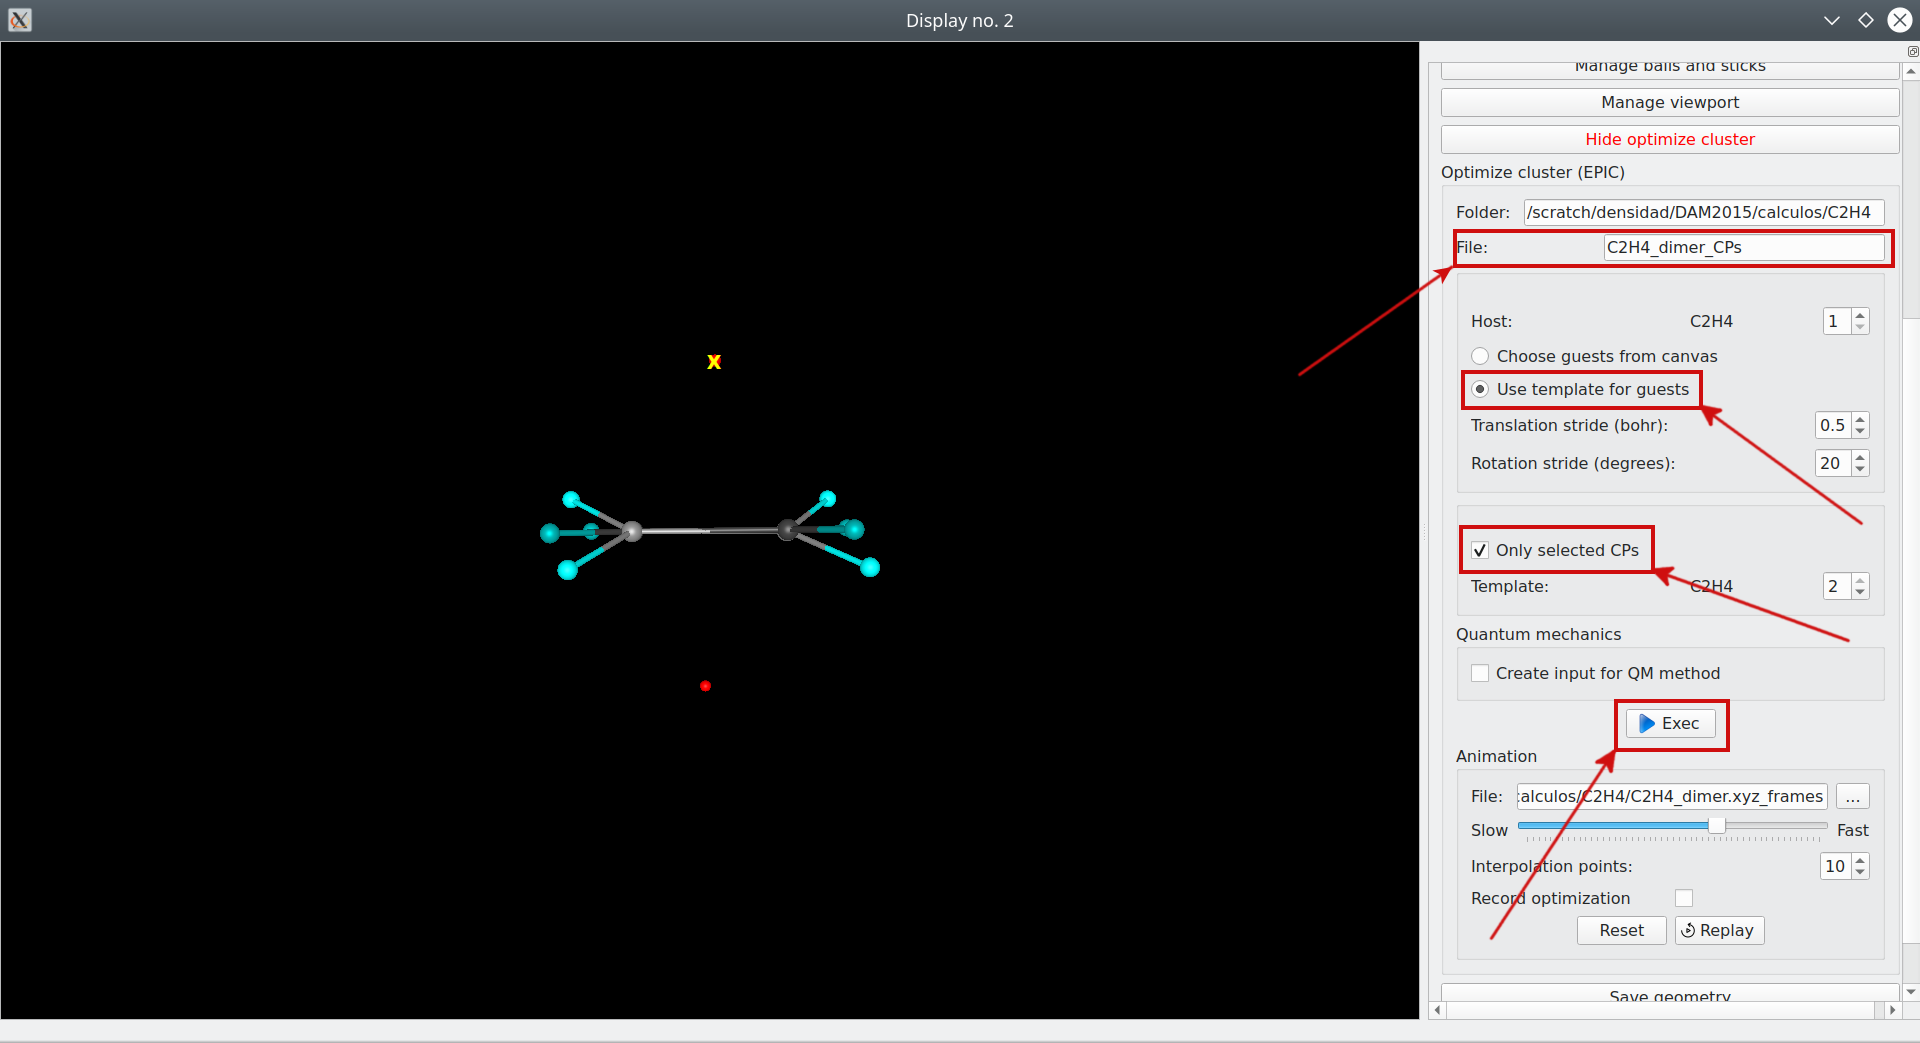 Display no. 2
Manage balls and sticks
Manage viewport
Hide optimize cluster
Optimize cluster (EPIC)
Folder: /scratch/densidad/DAM2015/calculos/C2H4
File: C2H4_dimer_CPs
Host: C2H4 1
Choose guests from canvas
X
Use template for guests
Translation stride (bohr): 0.5
Rotation stride (degrees): 20
Only selected CPs
Template: C2H4 2
Quantum mechanics
Create input for QM method
Exec
Animation
File: alculos/C2H4/C2H4_dimer.xyz_frames ...
Slow Fast
Interpolation points: 10
Record optimization
Reset Replay
Save geometry